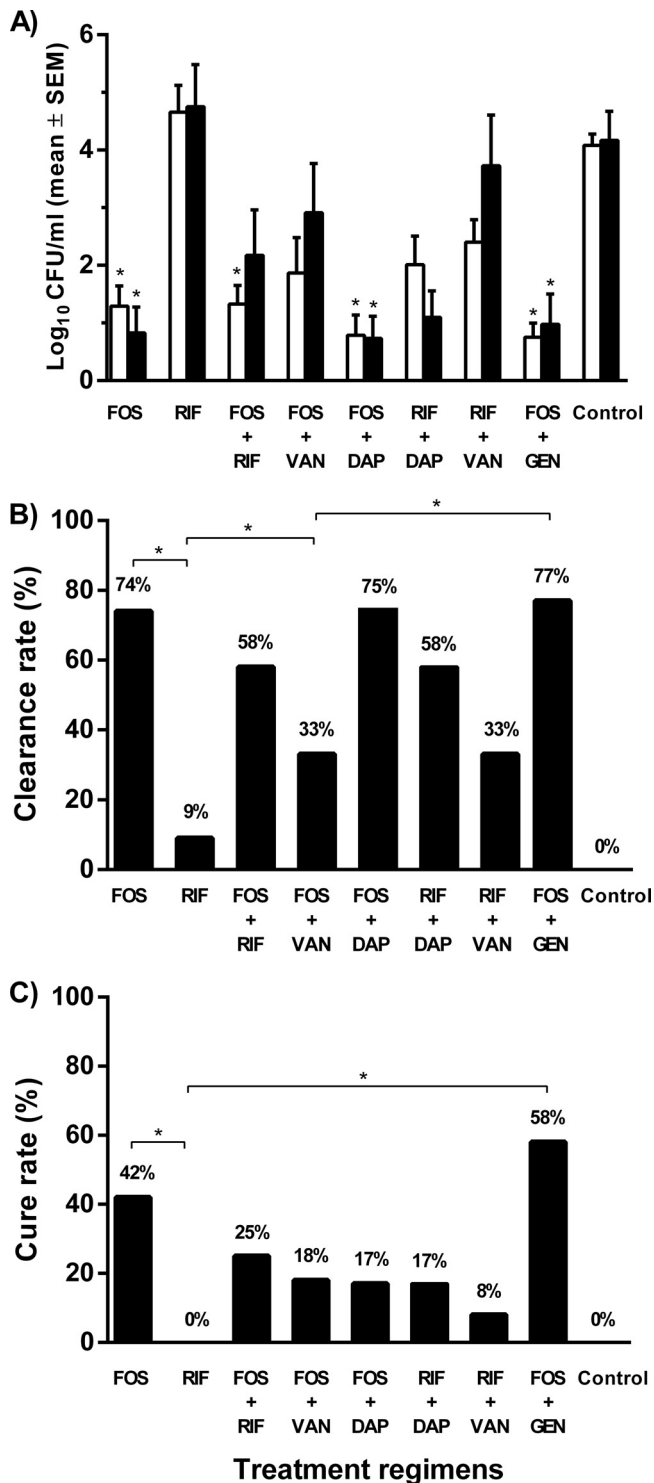 A)
Log10 CFU/ml (mean ± SEM)
6
4
2
0
* * * * * * *
FOS RIF FOS FOS FOS RIF RIF FOS Control
+ + + + + +
RIF VAN DAP DAP VAN GEN
B)
Clearance rate (%)
100
80
60
40
20
0
* * *
74% 9% 58% 33% 75% 58% 33% 77% 0%
FOS RIF FOS FOS FOS RIF RIF FOS Control
+ + + + + +
RIF VAN DAP DAP VAN GEN
C)
Cure rate (%)
100
80
60
40
20
0
* *
42% 0% 25% 18% 17% 17% 8% 58% 0%
FOS RIF FOS FOS FOS RIF RIF FOS Control
+ + + + + +
RIF VAN DAP DAP VAN GEN
Treatment regimens